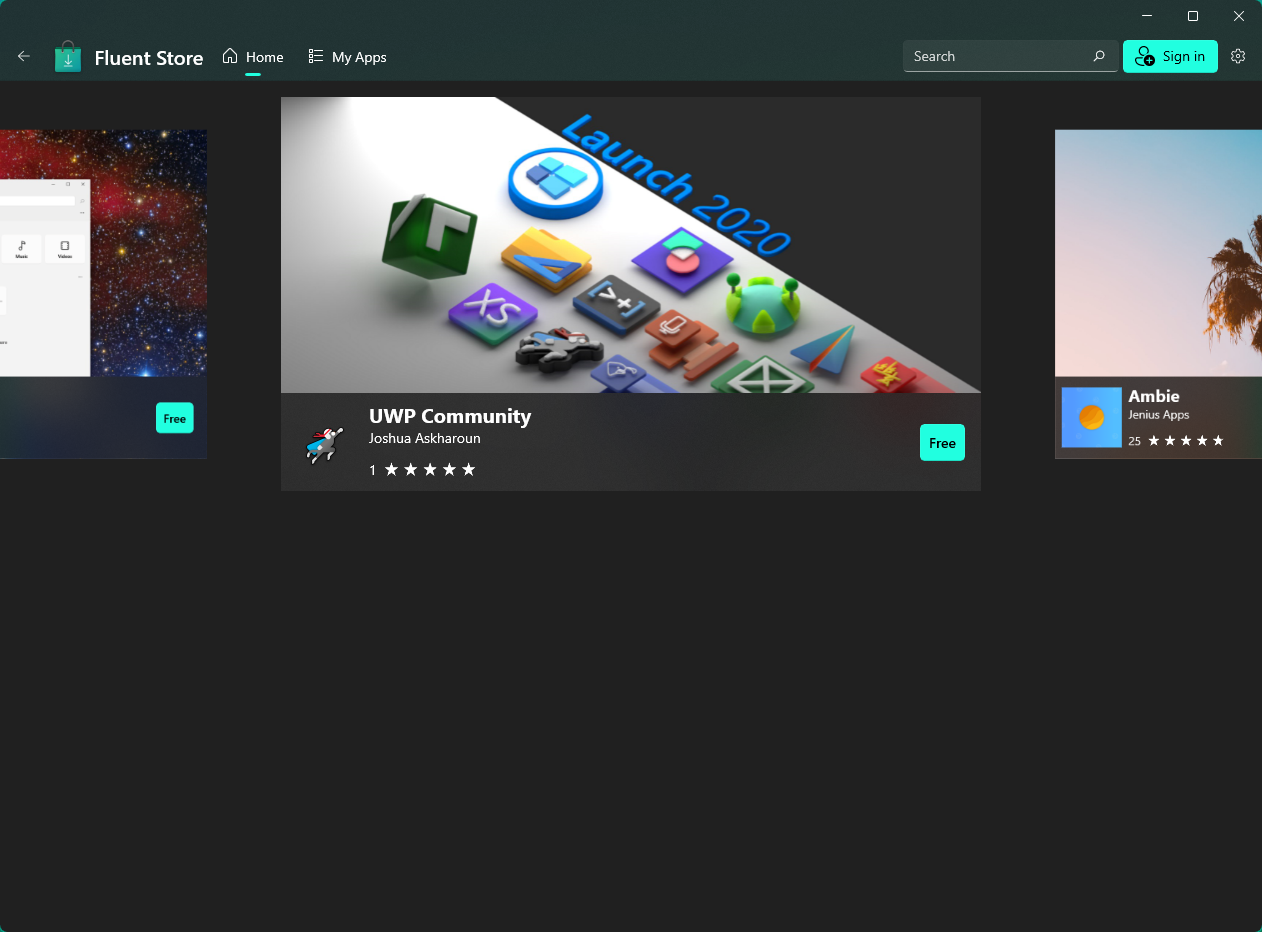 Fluent Store
Home
My Apps
Search
Sign in
Music
Videos
Free
Launch 2020
XS
UWP Community
Joshua Askharoun
1
Free
Ambie
Jenius Apps
25